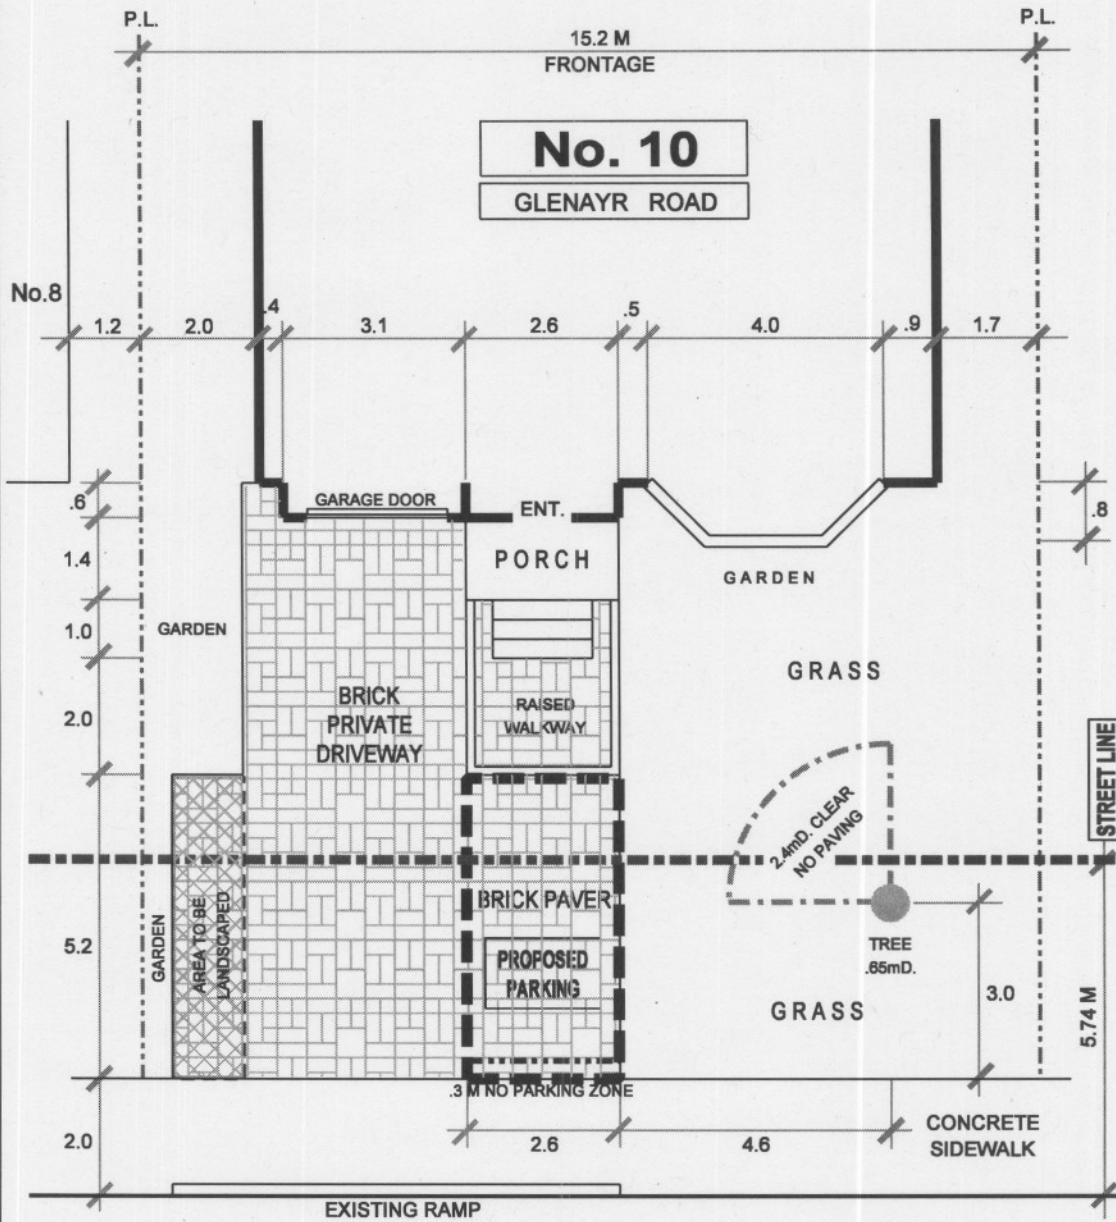 P.L.
P.L.
15.2 M
FRONTAGE
No. 10
GLENAYR ROAD
No.8
1.2
2.0
.4
3.1
2.6
.5
4.0
.9
1.7
.6
GARAGE DOOR
ENT.
.8
1.4
PORCH
GARDEN
1.0
GARDEN
GRASS
2.0
BRICK
PRIVATE
DRIVEWAY
RAISED
WALKWAY
STREET LINE
2.4mD. CLEAR
NO PAVING
5.2
GARDEN
AREA TO BE
LANDSCAPED
BRICK PAVER
PROPOSED
PARKING
TREE
.65mD.
3.0
GRASS
5.74 M
.3 M NO PARKING ZONE
2.0
2.6
4.6
CONCRETE
SIDEWALK
EXISTING RAMP